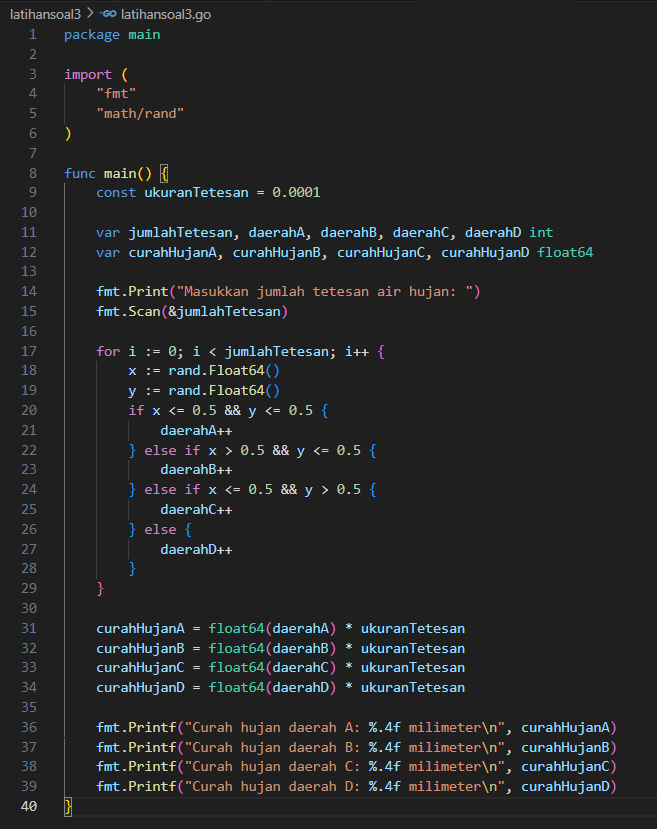 latihansoal3 > latihansoal3.go
1 package main
2
3 import (
4     "fmt"
5     "math/rand"
6 )
7
8 func main() {
9     const ukuranTetesan = 0.0001
10
11     var jumlahTetesan, daerahA, daerahB, daerahC, daerahD int
12     var curahHujanA, curahHujanB, curahHujanC, curahHujanD float64
13
14     fmt.Print("Masukkan jumlah tetesan air hujan: ")
15     fmt.Scan(&jumlahTetesan)
16
17     for i := 0; i < jumlahTetesan; i++ {
18         x := rand.Float64()
19         y := rand.Float64()
20         if x <= 0.5 && y <= 0.5 {
21             daerahA++
22         } else if x > 0.5 && y <= 0.5 {
23             daerahB++
24         } else if x <= 0.5 && y > 0.5 {
25             daerahC++
26         } else {
27             daerahD++
28         }
29     }
30
31     curahHujanA = float64(daerahA) * ukuranTetesan
32     curahHujanB = float64(daerahB) * ukuranTetesan
33     curahHujanC = float64(daerahC) * ukuranTetesan
34     curahHujanD = float64(daerahD) * ukuranTetesan
35
36     fmt.Printf("Curah hujan daerah A: %.4f milimeter\n", curahHujanA)
37     fmt.Printf("Curah hujan daerah B: %.4f milimeter\n", curahHujanB)
38     fmt.Printf("Curah hujan daerah C: %.4f milimeter\n", curahHujanC)
39     fmt.Printf("Curah hujan daerah D: %.4f milimeter\n", curahHujanD)
40 }